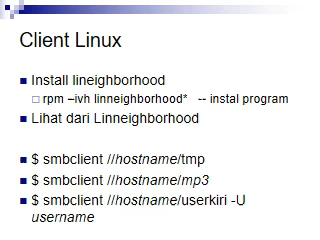 Client Linux
Install lineighborhood
rpm –ivh linneighborhood* -- instal program
Lihat dari Linneighborhood
$ smbclient //hostname/tmp
$ smbclient //hostname/mp3
$ smbclient //hostname/userkiri -U
username